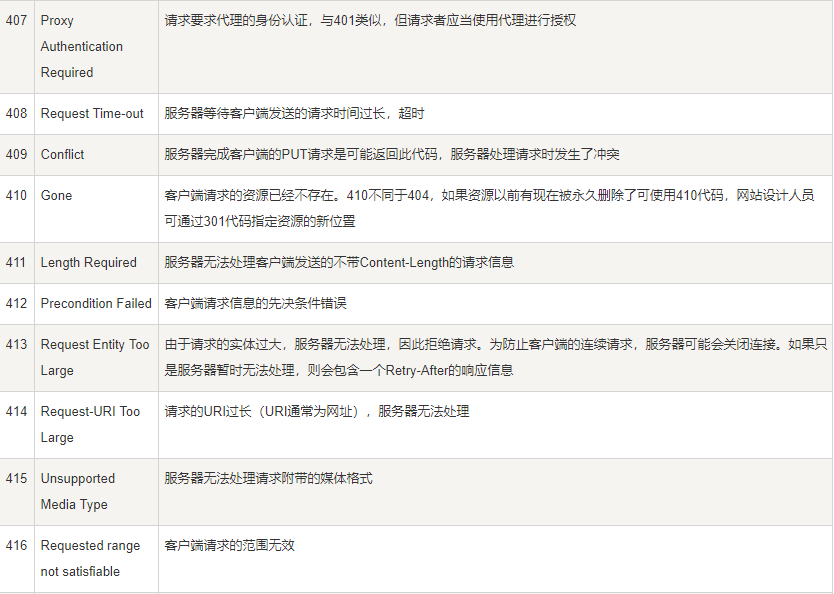 407 Proxy 请求要求代理的身份认证，与401类似，但请求者应当使用代理进行授权
Authentication
Required
408 Request Time-out 服务器等待客户端发送的请求时间过长，超时
409 Conflict 服务器完成客户端的PUT请求是可能返回此代码，服务器处理请求时发生了冲突
410 Gone 客户端请求的资源已经不存在。410不同于404，如果资源以前有现在被永久删除了可使用410代码，网站设计人员
可通过301代码指定资源的新位置
411 Length Required 服务器无法处理客户端发送的不带Content-Length的请求信息
412 Precondition Failed 客户端请求信息的先决条件错误
413 Request Entity Too 由于请求的实体过大，服务器无法处理，因此拒绝请求。为防止客户端的连续请求，服务器可能会关闭连接。如果只
Large 是服务器暂时无法处理，则会包含一个Retry-After的响应信息
414 Request-URI Too 请求的URI过长（URI通常为网址），服务器无法处理
Large
415 Unsupported 服务器无法处理请求附带的媒体格式
Media Type
416 Requested range 客户端请求的范围无效
not satisfiable